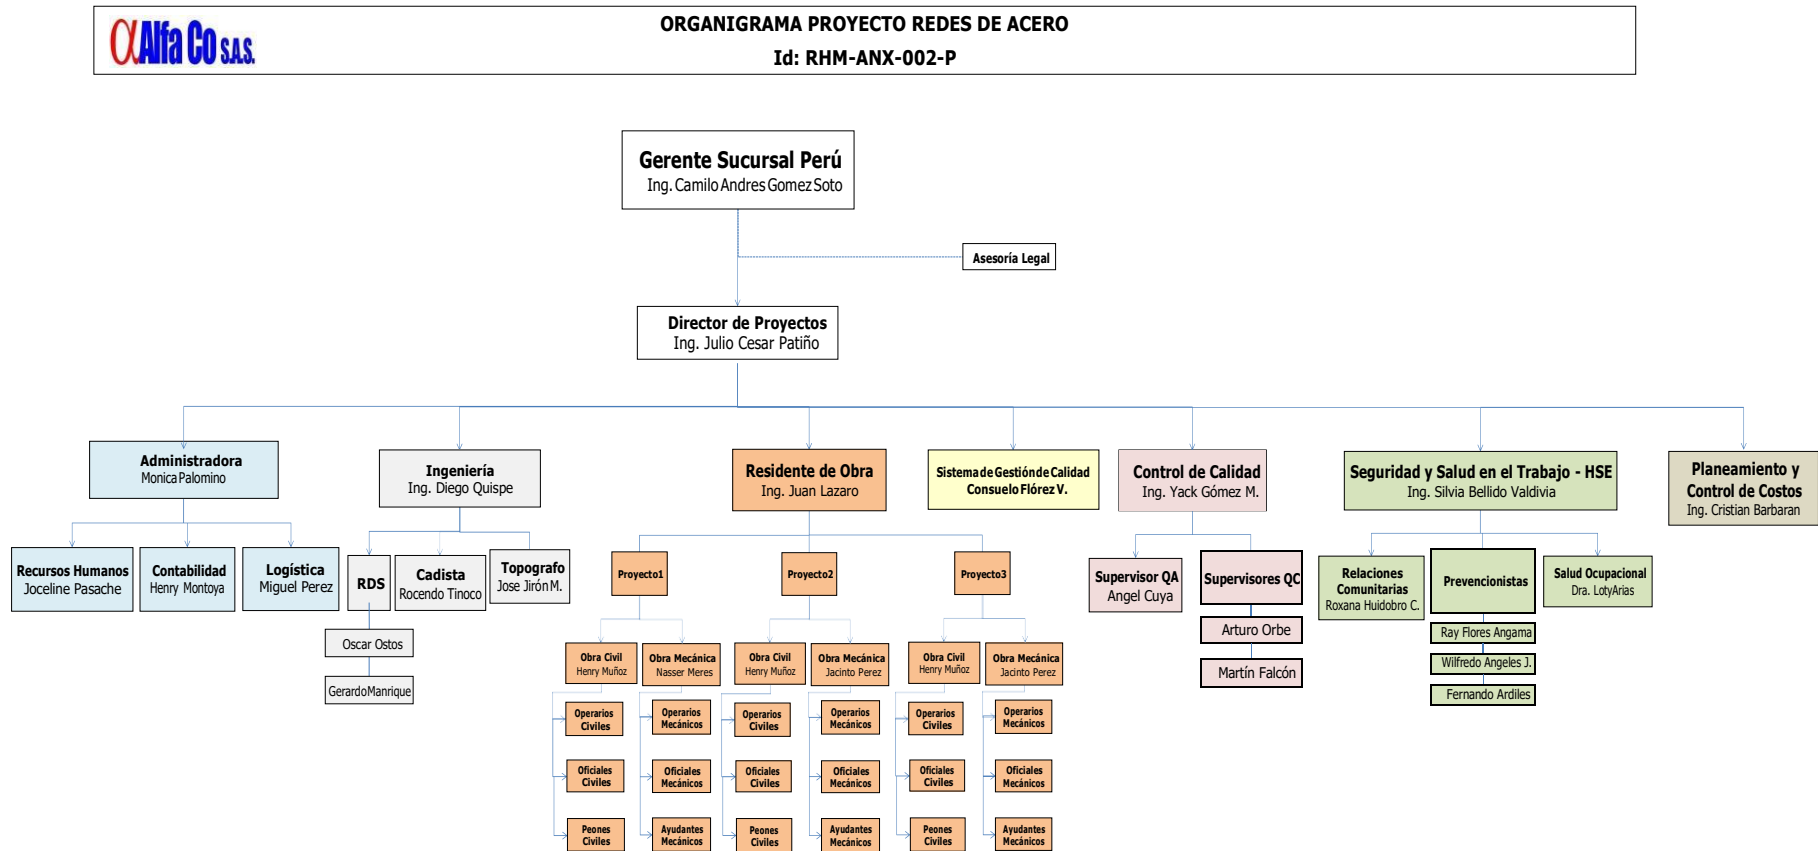 αAlfa Co S.A.S.
ORGANIGRAMA PROYECTO REDES DE ACERO
Id: RHM-ANX-002-P
Gerente Sucursal Perú
Ing. Camilo Andres Gomez Soto
Asesoría Legal
Director de Proyectos
Ing. Julio Cesar Patiño
Administradora
Monica Palomino
Ingeniería
Ing. Diego Quispe
Residente de Obra
Ing. Juan Lazaro
Sistema de Gestión de Calidad
Consuelo Flórez V.
Control de Calidad
Ing. Yack Gómez M.
Seguridad y Salud en el Trabajo - HSE
Ing. Silvia Bellido Valdivia
Planeamiento y
Control de Costos
Ing. Cristian Barbaran
Recursos Humanos
Joceline Pasache
Contabilidad
Henry Montoya
Logística
Miguel Perez
RDS
Oscar Ostos
Gerardo Manrique
Cadista
Rocendo Tinoco
Topografo
Jose Jirón M.
Proyecto1
Proyecto2
Proyecto3
Obra Civil
Henry Muñoz
Obra Mecánica
Nasser Meres
Obra Civil
Henry Muñoz
Obra Mecánica
Jacinto Perez
Obra Civil
Henry Muñoz
Obra Mecánica
Jacinto Perez
Operarios
Civiles
Operarios
Mecánicos
Operarios
Civiles
Operarios
Mecánicos
Operarios
Civiles
Operarios
Mecánicos
Oficiales
Civiles
Oficiales
Mecánicos
Oficiales
Civiles
Oficiales
Mecánicos
Oficiales
Civiles
Oficiales
Mecánicos
Peones
Civiles
Ayudantes
Mecánicos
Peones
Civiles
Ayudantes
Mecánicos
Peones
Civiles
Ayudantes
Mecánicos
Supervisor QA
Angel Cuya
Supervisores QC
Arturo Orbe
Martín Falcón
Relaciones
Comunitarias
Roxana Huidobro C.
Prevencionistas
Ray Flores Angama
Wilfredo Angeles J.
Fernando Ardiles
Salud Ocupacional
Dra. Loty Arias